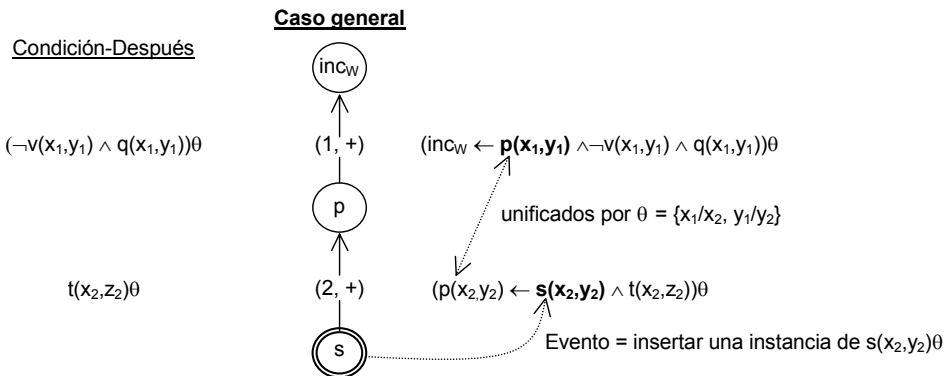 Caso general
Condición-Después
inc_W
(¬v(x₁,y₁) ∧ q(x₁,y₁))θ
(1, +)
(inc_W ← p(x₁,y₁) ∧¬v(x₁,y₁) ∧ q(x₁,y₁))θ
p
unificados por θ = {x₁/x₂, y₁/y₂}
t(x₂,z₂)θ
(2, +)
(p(x₂,y₂) ← s(x₂,y₂) ∧ t(x₂,z₂))θ
s
Evento = insertar una instancia de s(x₂,y₂)θ